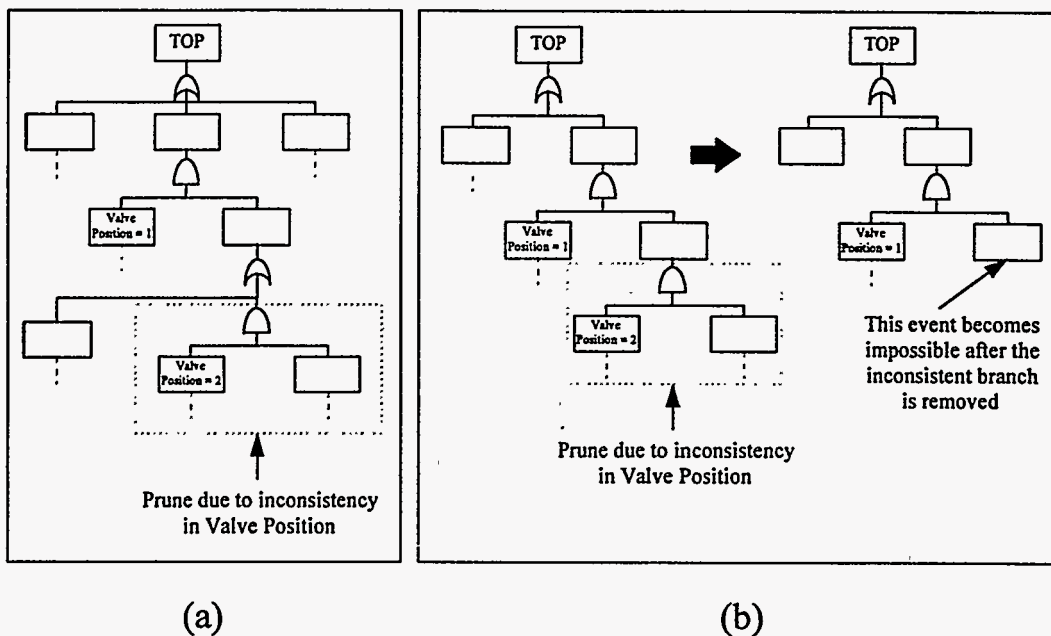 TOP
Valve
Position = 1
Valve
Position = 2
Prune due to inconsistency
in Valve Position
(a)
TOP
Valve
Position = 1
Valve
Position = 2
Prune due to inconsistency
in Valve Position
TOP
Valve
Position = 1
This event becomes
impossible after the
inconsistent branch
is removed
(b)